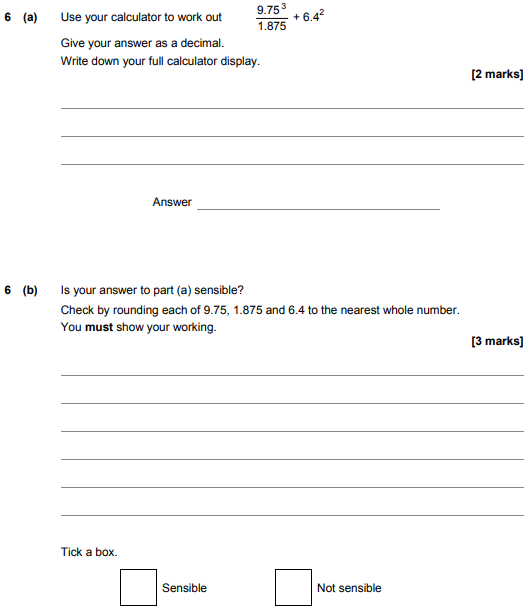 6 (a) Use your calculator to work out 9.75³/1.875 + 6.4²
Give your answer as a decimal.
Write down your full calculator display.
[2 marks]
Answer
6 (b) Is your answer to part (a) sensible?
Check by rounding each of 9.75, 1.875 and 6.4 to the nearest whole number.
You must show your working.
[3 marks]
Tick a box.
Sensible Not sensible